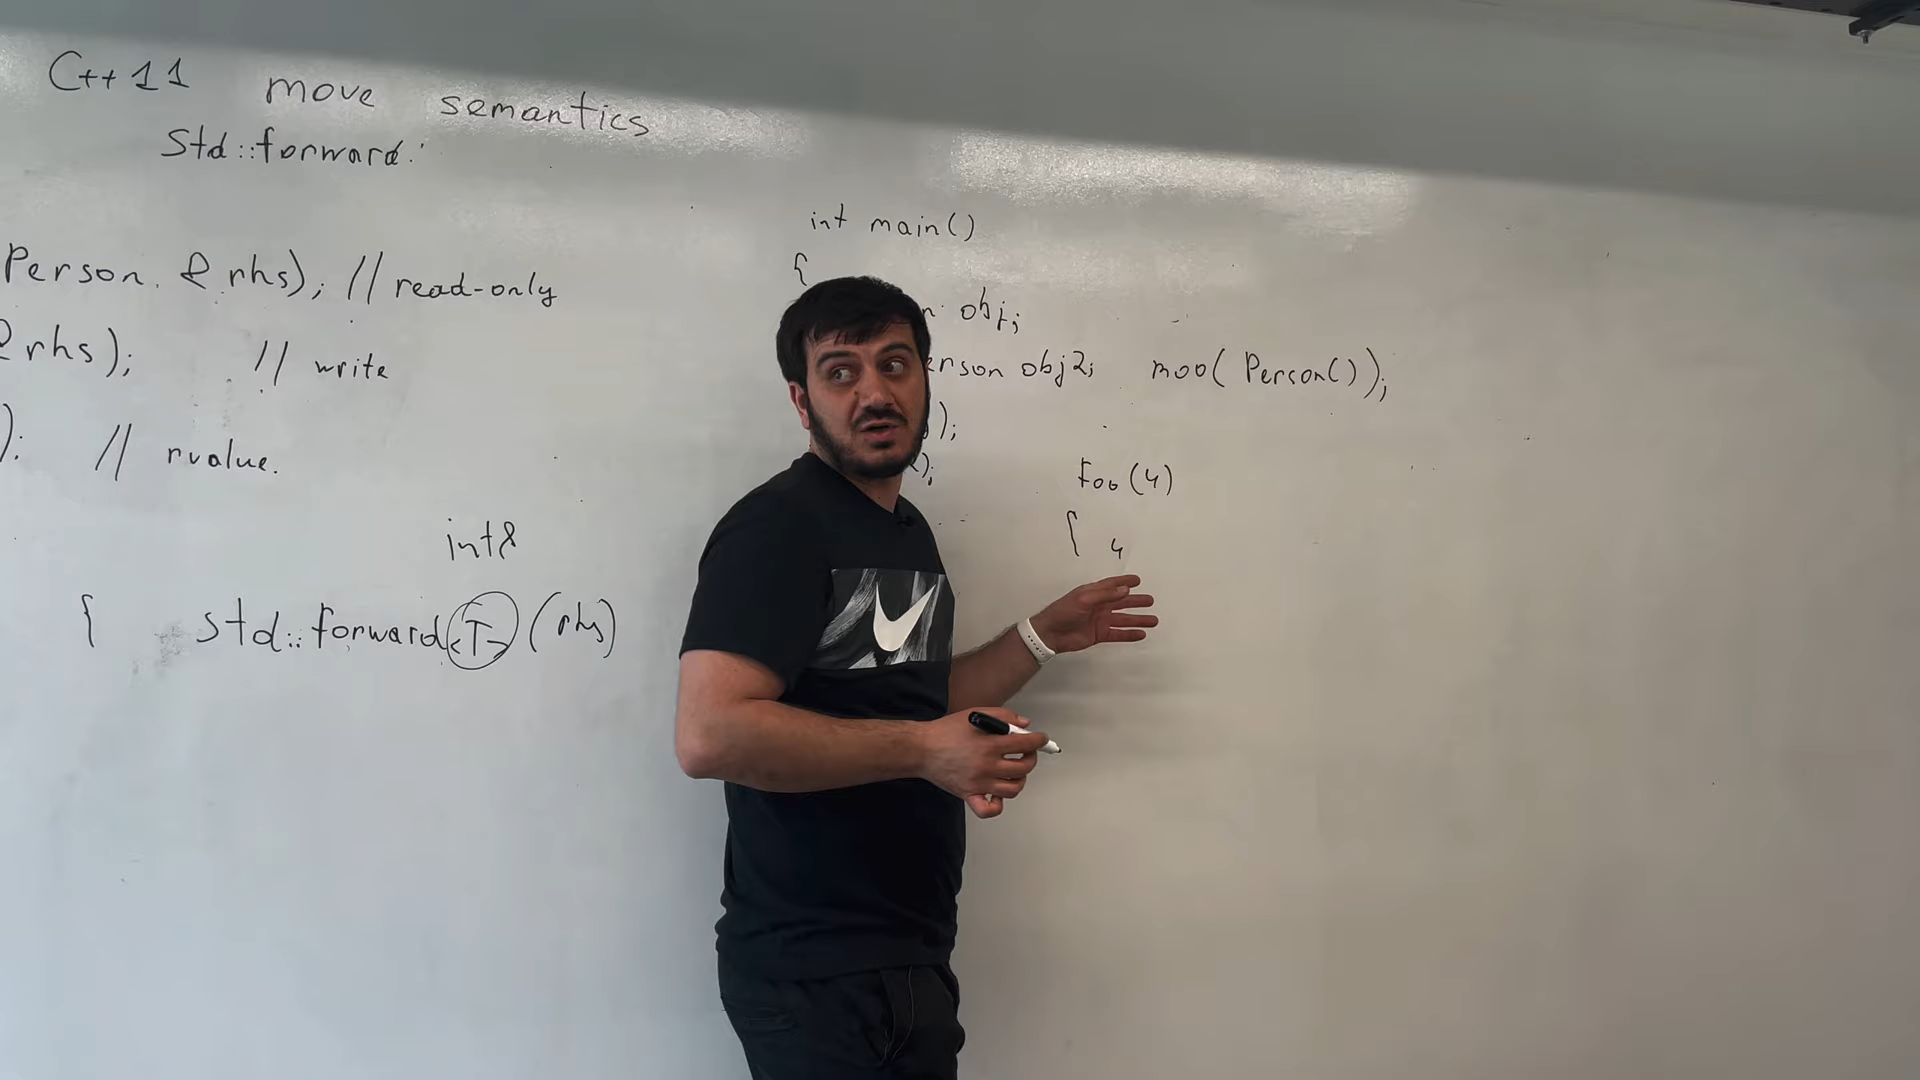 C++11 move semantics
std::forward.
Person & rhs); // read-only
& rhs); // write
); // rvalue.
int&
{ std::forward<T>(rhs)
int main()
{
obj;
obj2; moo( Person());
);
);
Foo(4)
{ 4